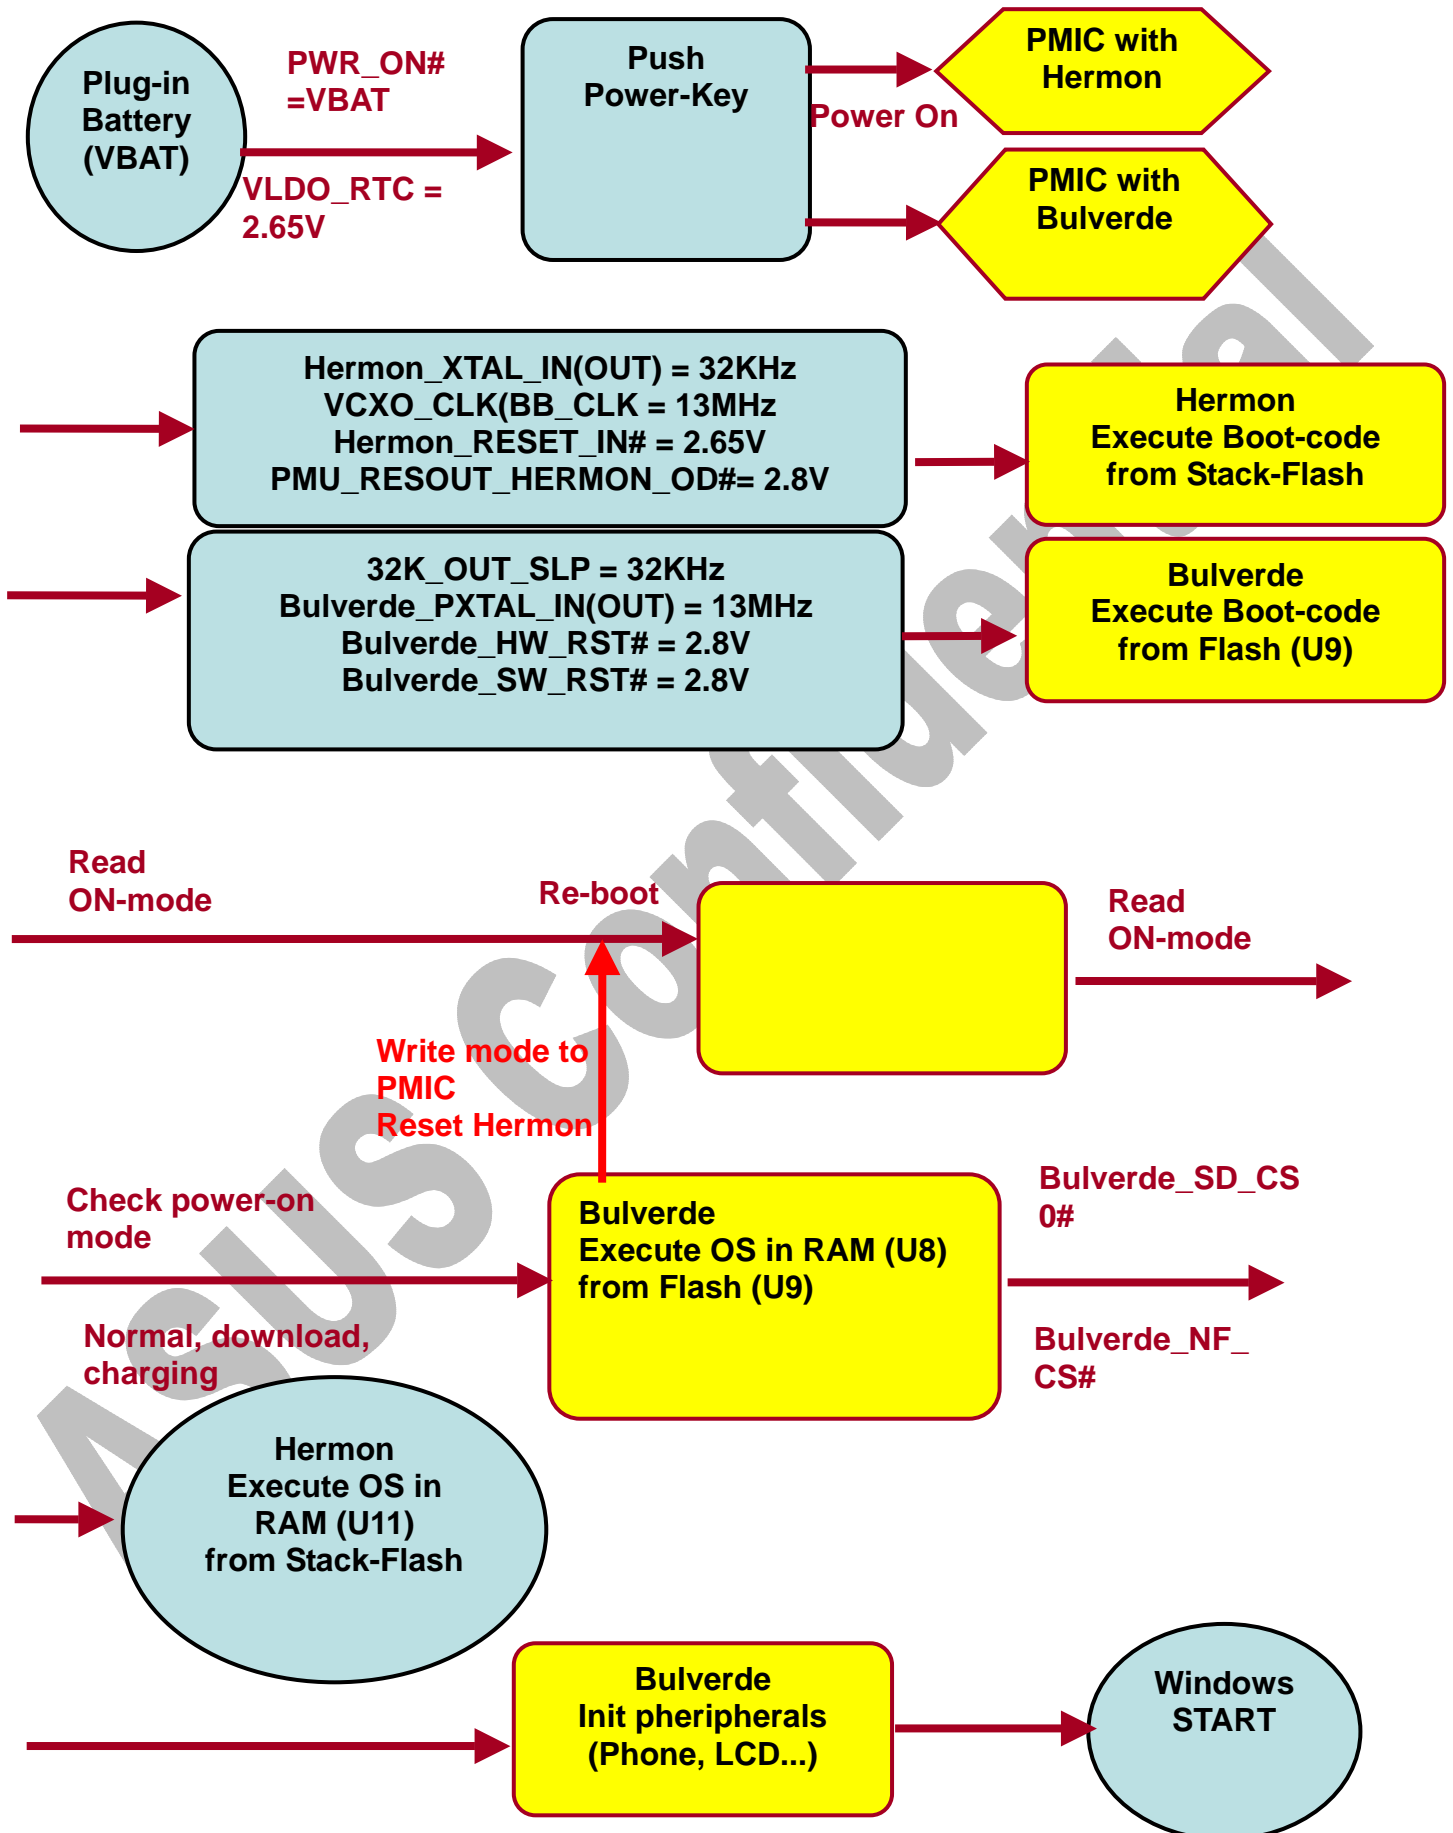 Plug-in
Battery
(VBAT)
PWR_ON#
=VBAT
VLDO_RTC =
2.65V
Push
Power-Key
Power On
PMIC with
Hermon
PMIC with
Bulverde
Hermon_XTAL_IN(OUT) = 32KHz
VCXO_CLK(BB_CLK = 13MHz
Hermon_RESET_IN# = 2.65V
PMU_RESOUT_HERMON_OD#= 2.8V
Hermon
Execute Boot-code
from Stack-Flash
32K_OUT_SLP = 32KHz
Bulverde_PXTAL_IN(OUT) = 13MHz
Bulverde_HW_RST# = 2.8V
Bulverde_SW_RST# = 2.8V
Bulverde
Execute Boot-code
from Flash (U9)
Read
ON-mode
Re-boot
Read
ON-mode
Write mode to
PMIC
Reset Hermon
Check power-on
mode
Normal, download,
charging
Bulverde
Execute OS in RAM (U8)
from Flash (U9)
Bulverde_SD_CS
0#
Bulverde_NF_
CS#
Hermon
Execute OS in
RAM (U11)
from Stack-Flash
Bulverde
Init pheripherals
(Phone, LCD...)
Windows
START
Asus Confidential